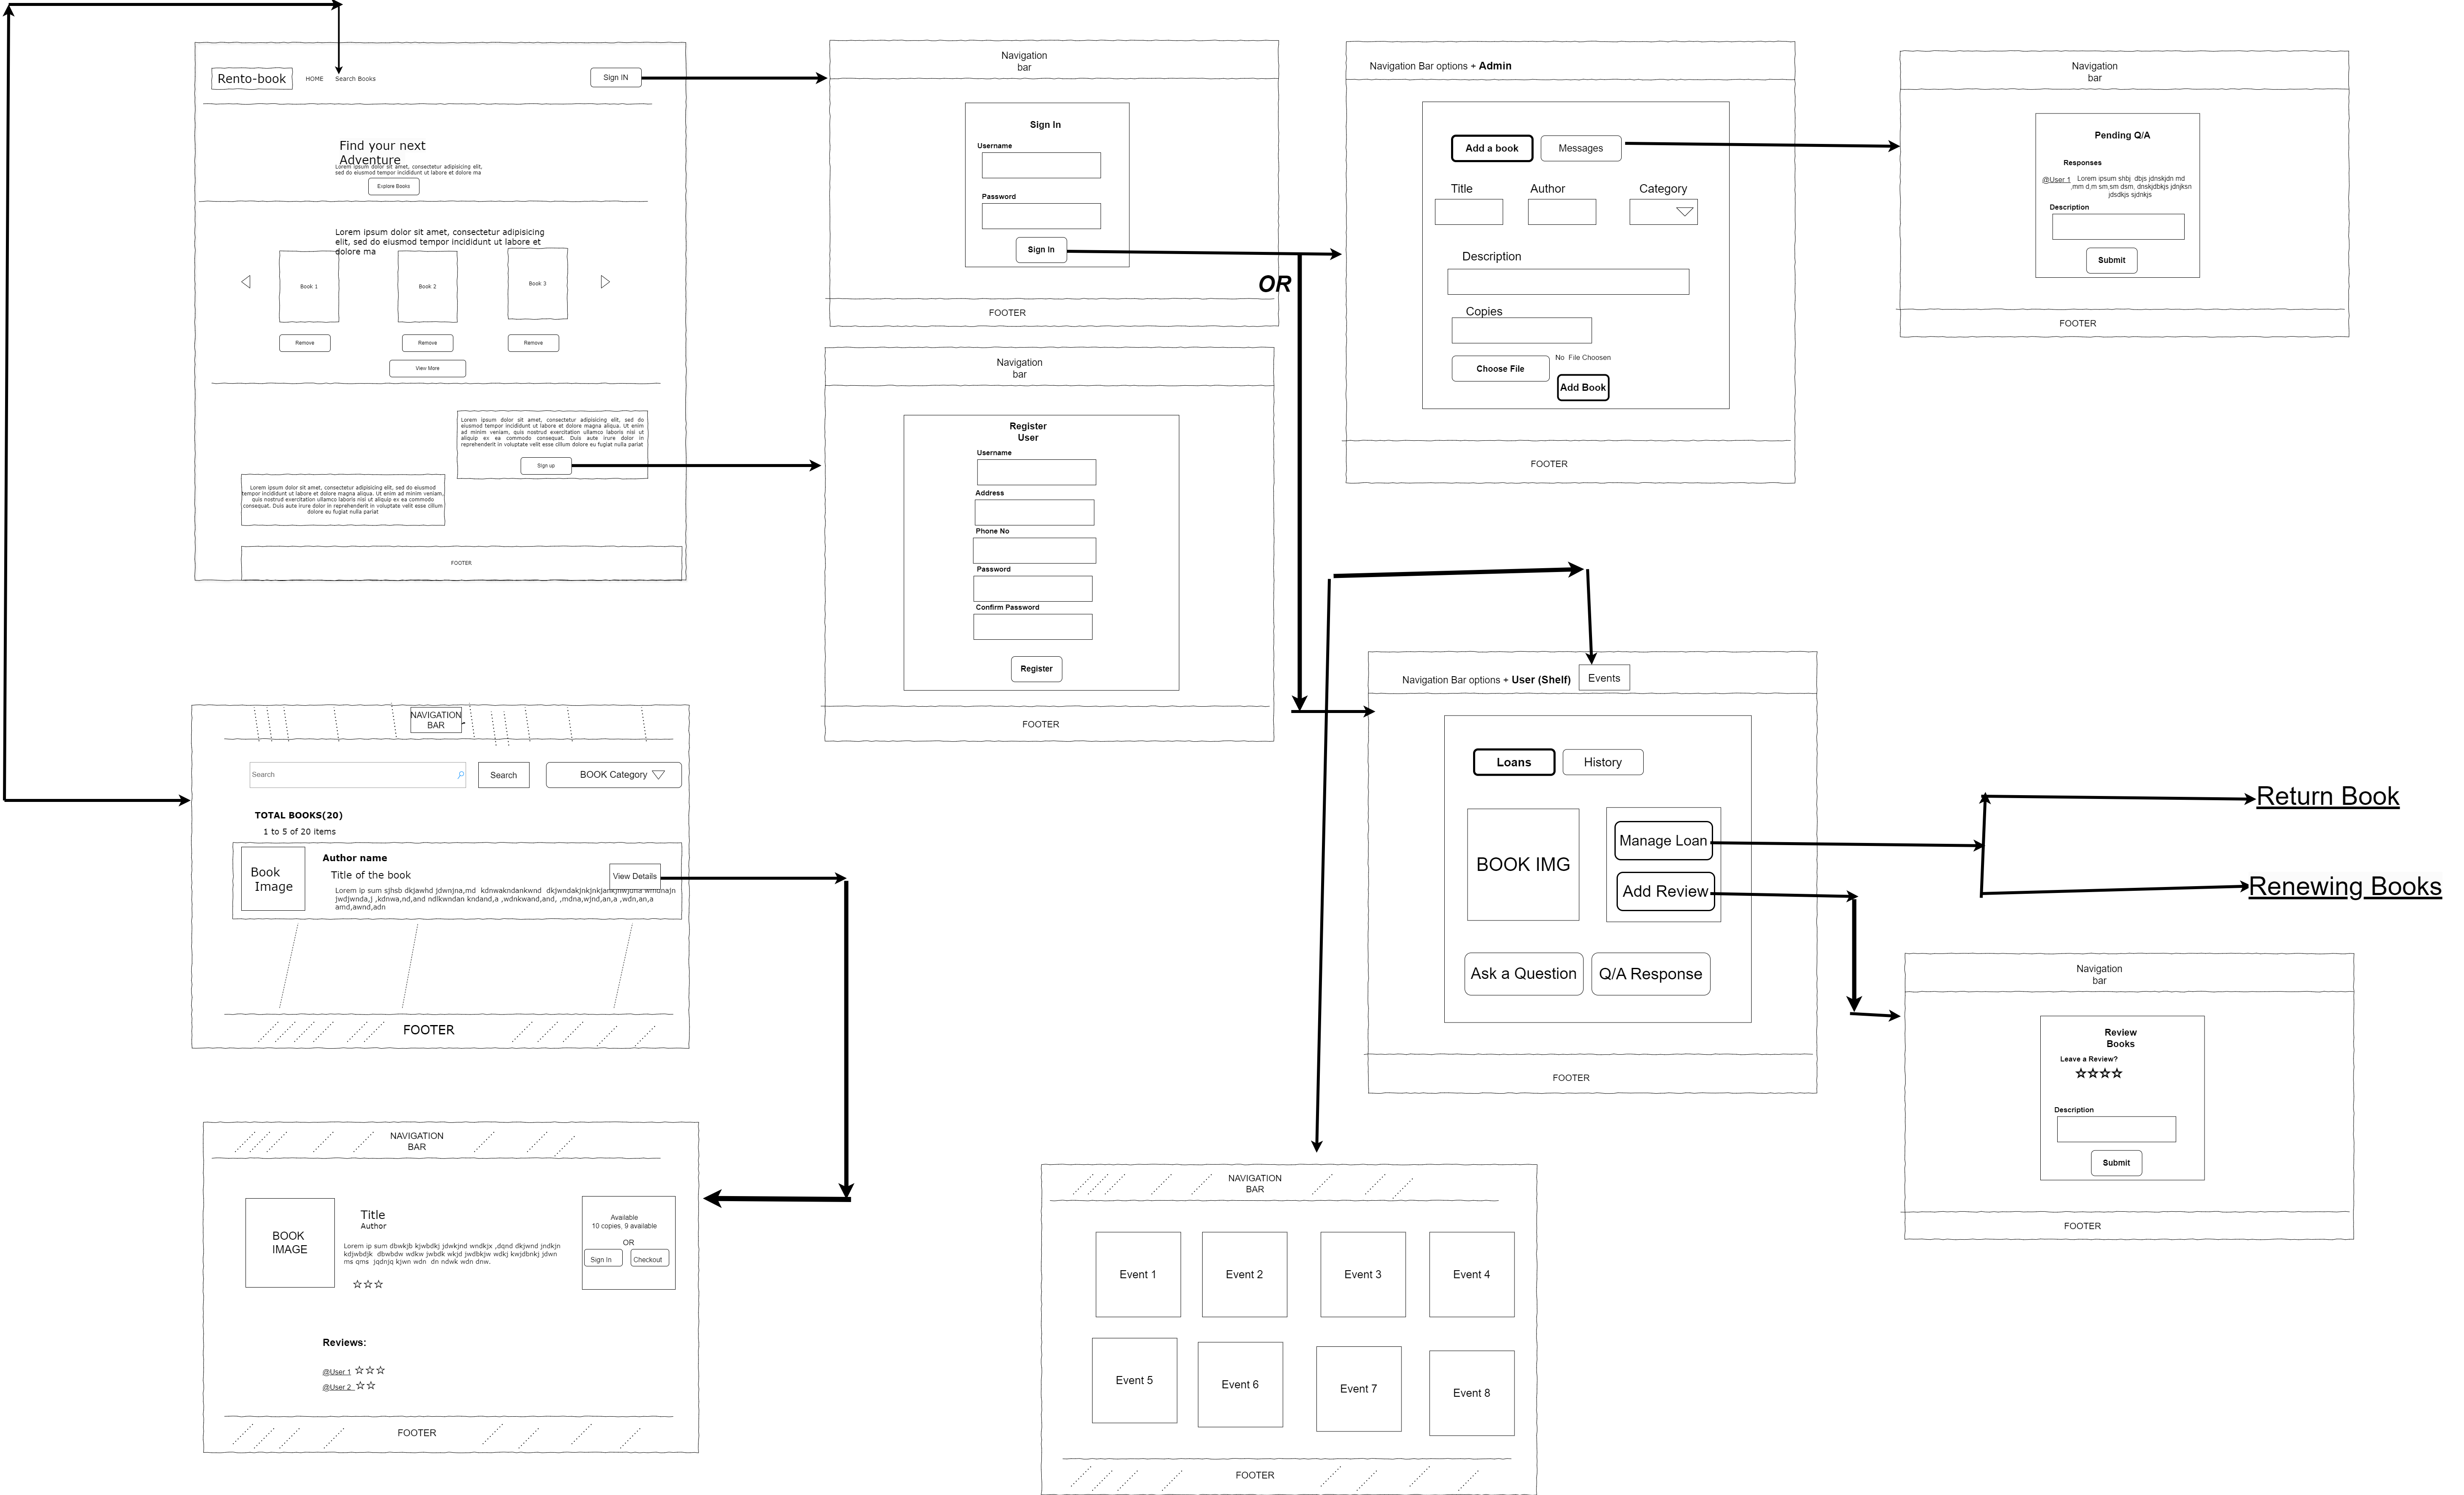 Rento-book
HOME
Search Books
Sign IN
Find your next
Adventure
Lorem ipsum dolor sit amet, consectetur adipisicing elit,
sed do eiusmod tempor incididunt ut labore et dolore ma
Explore Books
Lorem ipsum dolor sit amet, consectetur adipisicing
elit, sed do eiusmod tempor incididunt ut labore et
dolore ma
Book 1
Book 2
Book 3
Remove
Remove
Remove
View More
Lorem ipsum dolor sit amet, consectetur adipisicing elit, sed do
eiusmod tempor incididunt ut labore et dolore magna aliqua. Ut enim
ad minim veniam, quis nostrud exercitation ullamco laboris nisi ut
aliquip ex ea commodo consequat. Duis aute irure dolor in
reprehenderit in voluptate velit esse cillum dolore eu fugiat nulla pariat
Sign up
Lorem ipsum dolor sit amet, consectetur adipisicing elit, sed do eiusmod
tempor incididunt ut labore et dolore magna aliqua. Ut enim ad minim veniam,
quis nostrud exercitation ullamco laboris nisi ut aliquip ex ea commodo
consequat. Duis aute irure dolor in reprehenderit in voluptate velit esse cillum
dolore eu fugiat nulla pariat
FOOTER
Navigation
bar
Sign In
Username
Password
Sign In
FOOTER
OR
Navigation Bar options + Admin
Add a book
Messages
Title
Author
Category
Description
Copies
Choose File
No File Choosen
Add Book
FOOTER
Navigation
bar
Pending Q/A
Responses
@User 1
Lorem ipsum shbj dbjs jdnskjdn md
,mm d,m sm,sm dsm, dnskjdbkjs jdnjksn
jdsdkjs sjdnkjs
Description
Submit
FOOTER
Navigation
bar
Register
User
Username
Address
Phone No
Password
Confirm Password
Register
FOOTER
NAVIGATION
BAR
Search
Search
BOOK Category
TOTAL BOOKS(20)
1 to 5 of 20 items
Book
Image
Author name
Title of the book
View Details
Lorem ip sum sjhsb dkjawhd jdwnjna,md kdnwakndankwnd
jwdjwnda,j ,kdnwa,nd,and ndlkwndan kndand,a ,wdnkwand,and, ,mdna,wjnd,an,a ,wdn,an,a
amd,awnd,adn
FOOTER
Navigation Bar options + User (Shelf)
Events
Loans
History
BOOK IMG
Manage Loan
Add Review
Ask a Question
Q/A Response
FOOTER
Return Book
Renewing Books
Navigation
bar
Review
Books
Leave a Review?
Description
Submit
FOOTER
NAVIGATION
BAR
BOOK
IMAGE
Title
Author
Lorem ip sum dbwkjb kjwbdkj jdwkjnd wndkjx ,dqnd dkjwnd jndkjn
kdjwbdjk dbwbdw wdkw jwbdk wkjd jwdbkjw wdkj kwjdbnkj jdwn
ms qms jqdnjq kjwn wdn dn ndwk wdn dnw.
Available
10 copies, 9 available
OR
Sign In
Checkout
Reviews:
@User 1
@User 2
FOOTER
NAVIGATION
BAR
Event 1
Event 2
Event 3
Event 4
Event 5
Event 6
Event 7
Event 8
FOOTER